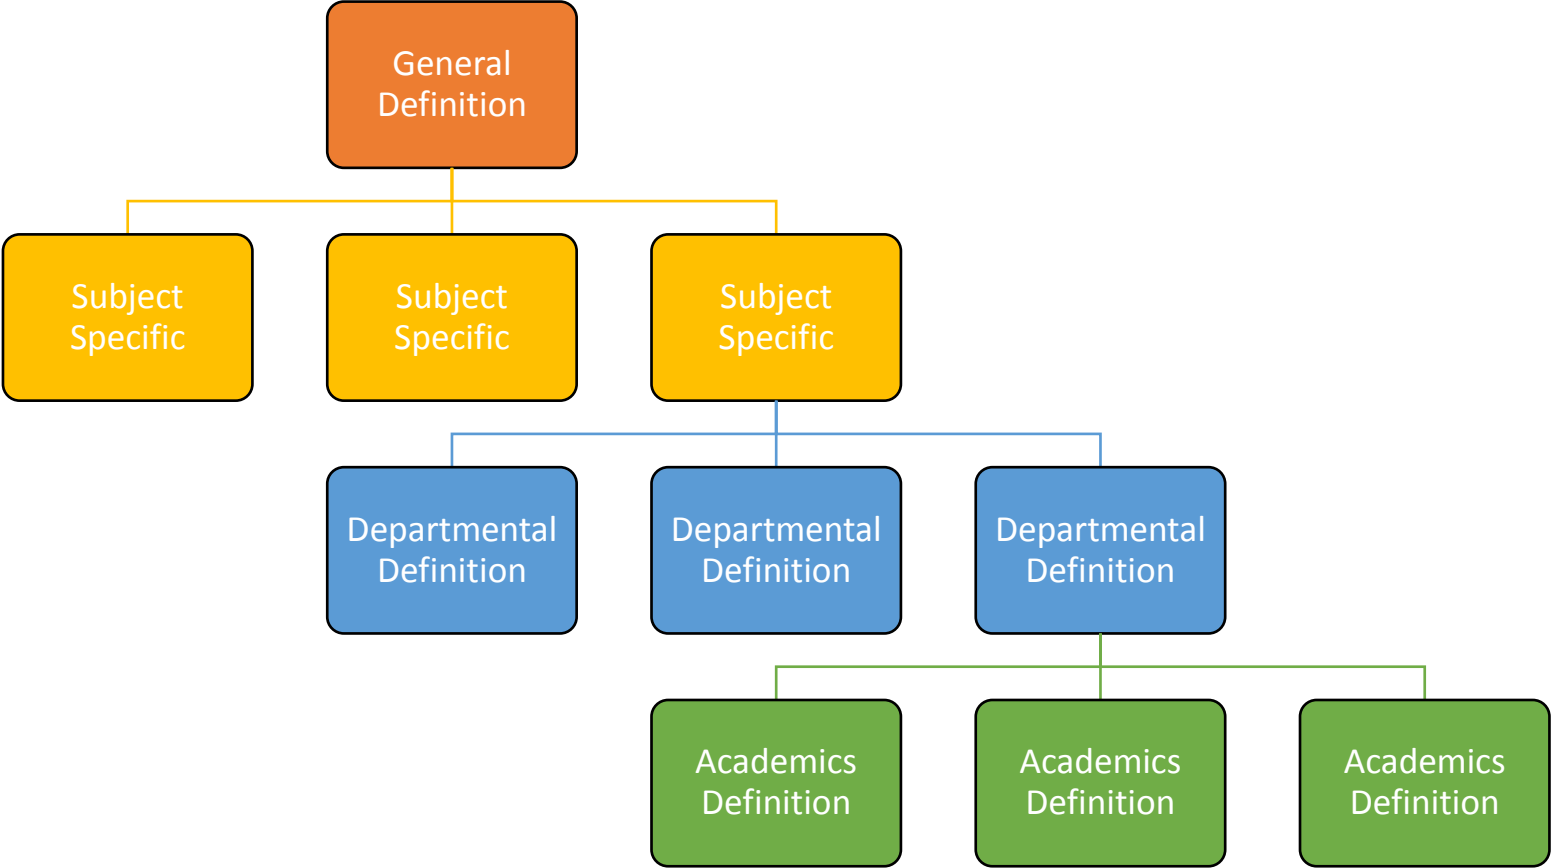 General
Definition
Subject
Specific
Subject
Specific
Subject
Specific
Departmental
Definition
Departmental
Definition
Departmental
Definition
Academics
Definition
Academics
Definition
Academics
Definition